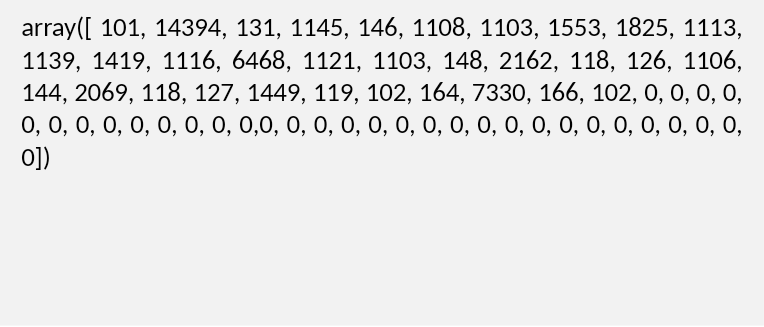 array([ 101, 14394, 131, 1145, 146, 1108, 1103, 1553, 1825, 1113,
1139, 1419, 1116, 6468, 1121, 1103, 148, 2162, 118, 126, 1106,
144, 2069, 118, 127, 1449, 119, 102, 164, 7330, 166, 102, 0, 0, 0, 0,
0, 0, 0, 0, 0, 0, 0, 0, 0,0, 0, 0, 0, 0, 0, 0, 0, 0, 0, 0, 0, 0, 0, 0, 0, 0, 0,
0])